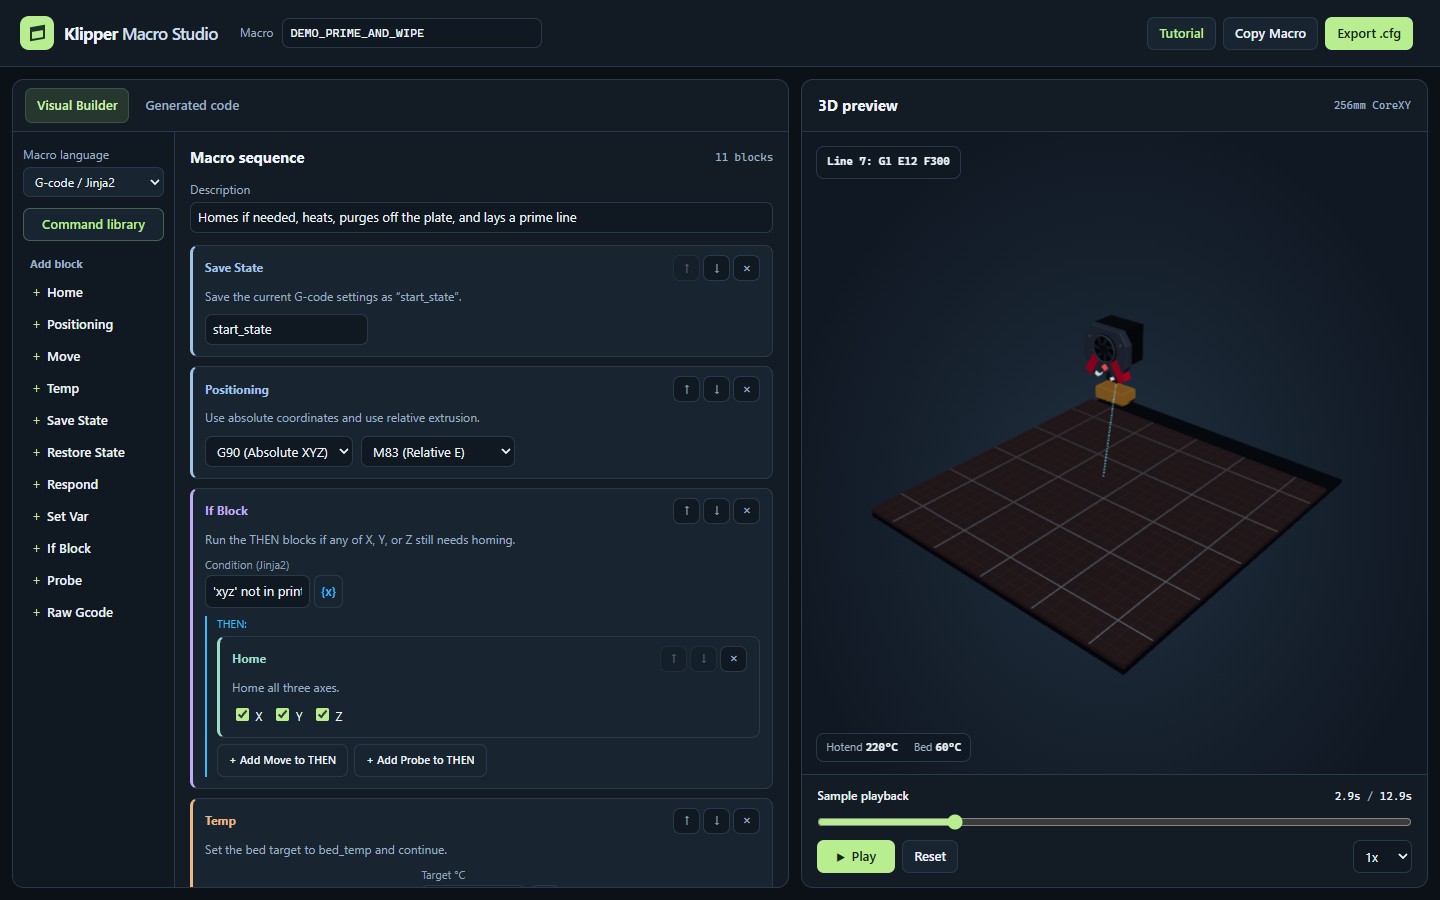 Klipper Macro Studio
Macro
DEMO_PRIME_AND_WIPE
Tutorial
Copy Macro
Export .cfg
Visual Builder
Generated code
Macro language
G-code / Jinja2
Command library
Add block
+ Home
+ Positioning
+ Move
+ Temp
+ Save State
+ Restore State
+ Respond
+ Set Var
+ If Block
+ Probe
+ Raw Gcode
Macro sequence
11 blocks
Description
Homes if needed, heats, purges off the plate, and lays a prime line
Save State
↑ ↓ ×
Save the current G-code settings as “start_state”.
start_state
Positioning
↑ ↓ ×
Use absolute coordinates and use relative extrusion.
G90 (Absolute XYZ)
M83 (Relative E)
If Block
↑ ↓ ×
Run the THEN blocks if any of X, Y, or Z still needs homing.
Condition (Jinja2)
'xyz' not in print
{x}
THEN:
Home
↑ ↓ ×
Home all three axes.
X Y Z
+ Add Move to THEN
+ Add Probe to THEN
Temp
↑ ↓ ×
Set the bed target to bed_temp and continue.
Target °C
3D preview
256mm CoreXY
Line 7: G1 E12 F300
Hotend 220°C Bed 60°C
Sample playback
2.9s / 12.9s
▶ Play
Reset
1x